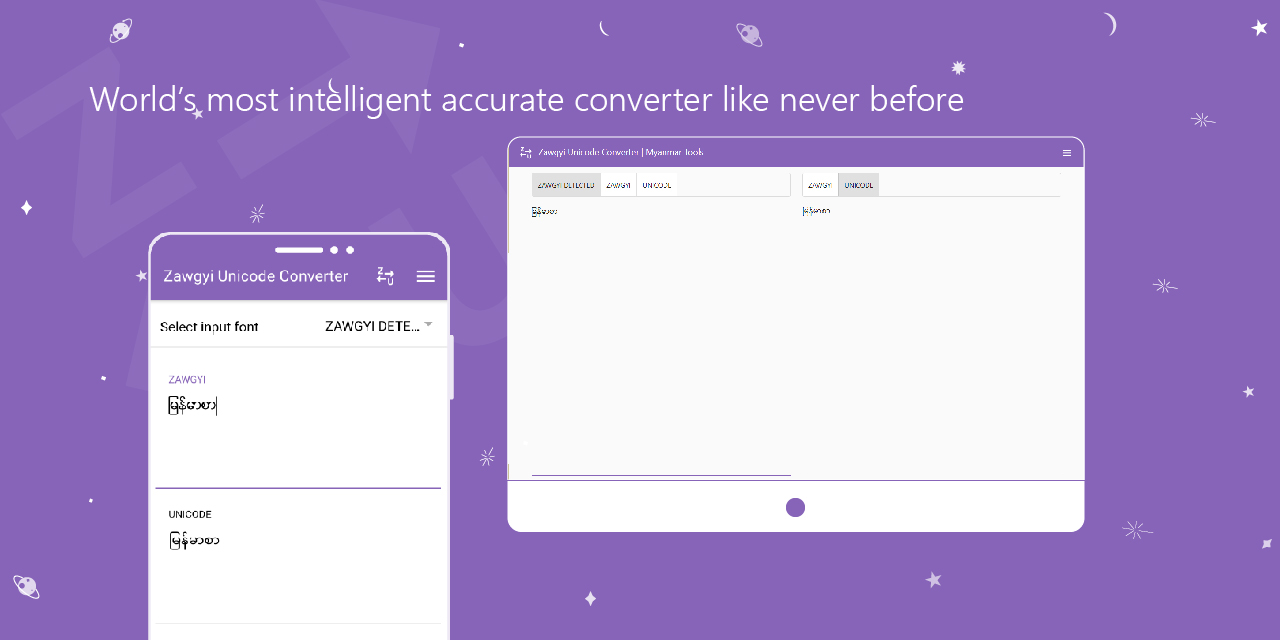 World's most intelligent accurate converter like never before
Zawgyi Unicode Converter | Myanmar Tools
ZAWGYI DETECTED ZAWGYI UNICODE
ZAWGYI UNICODE
မြန်မာစာ
မြန်မာစာ
Zawgyi Unicode Converter
Z U
Select input font
ZAWGYI DETE...
ZAWGYI
မြန်မာစာ
UNICODE
မြန်မာစာ